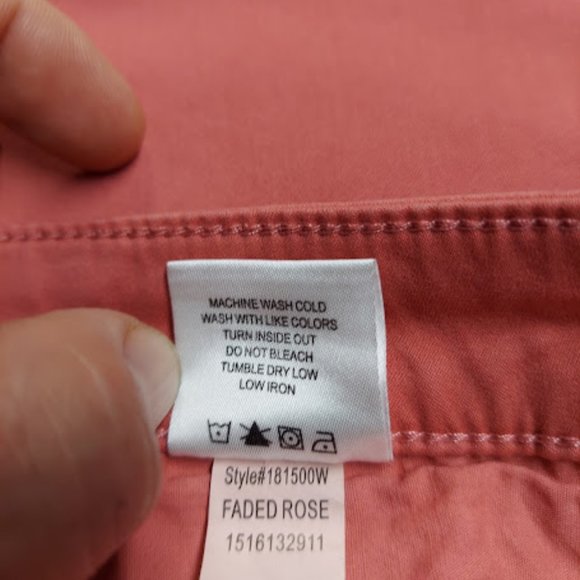 MACHINE WASH COLD
WASH WITH LIKE COLORS
TURN INSIDE OUT
DO NOT BLEACH
TUMBLE DRY LOW
LOW IRON
Style#181500W
FADED ROSE
1516132911